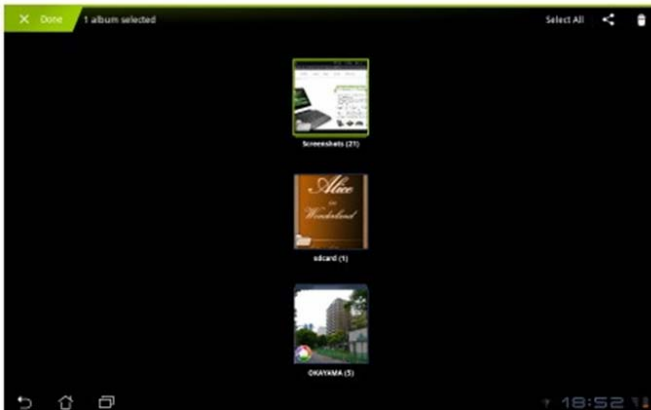 Done
1 album selected
Select All
Screenshots (21)
Alice
in
Wonderland
sdcard (1)
OKAYAMA (5)
18:52